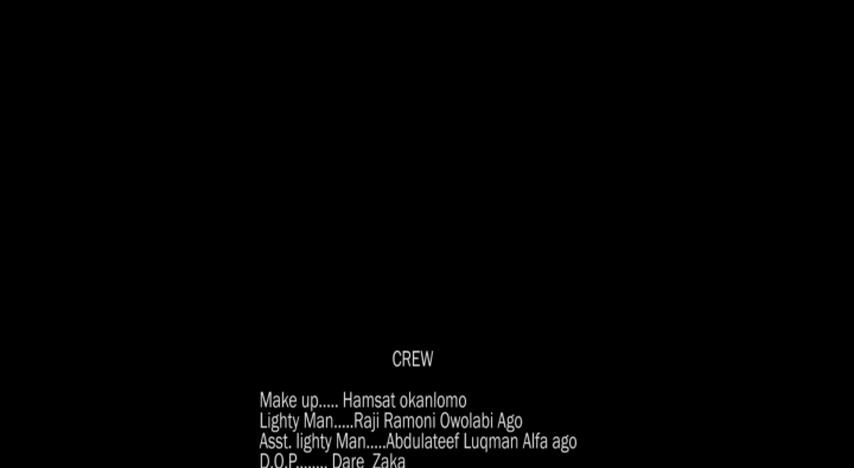 CREW
Make up..... Hamsat okanlomo
Lighty Man.....Raji Ramoni Owolabi Ago
Asst. lighty Man.....Abdulateef Luqman Alfa ago
D.O.P........ Dare Zaka